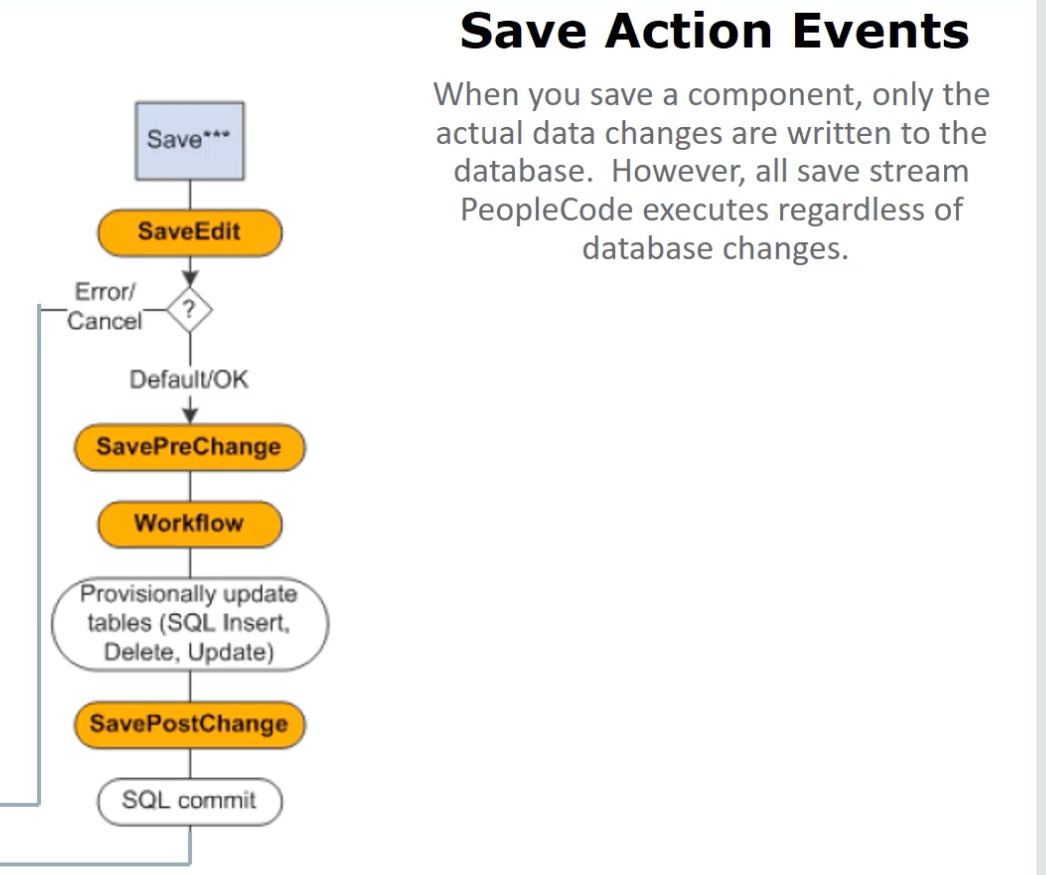 Save Action Events
When you save a component, only the
actual data changes are written to the
database.  However, all save stream
PeopleCode executes regardless of
database changes.
Save***
SaveEdit
Error/
Cancel
?
Default/OK
SavePreChange
Workflow
Provisionally update
tables (SQL Insert,
Delete, Update)
SavePostChange
SQL commit